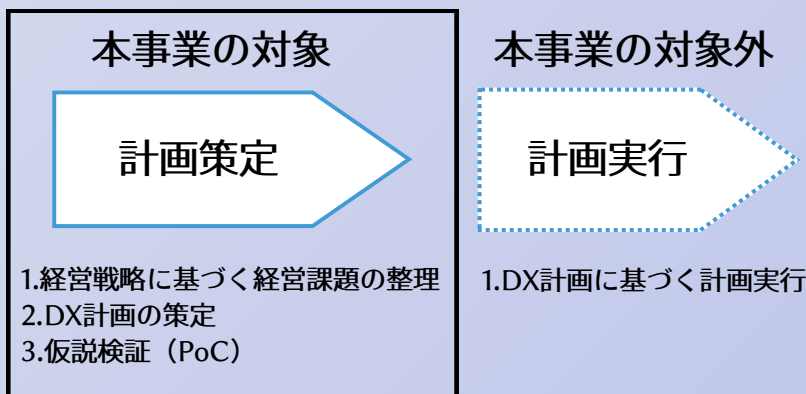 本事業の対象
計画策定
1.経営戦略に基づく経営課題の整理
2.DX計画の策定
3.仮説検証（PoC）
本事業の対象外
計画実行
1.DX計画に基づく計画実行